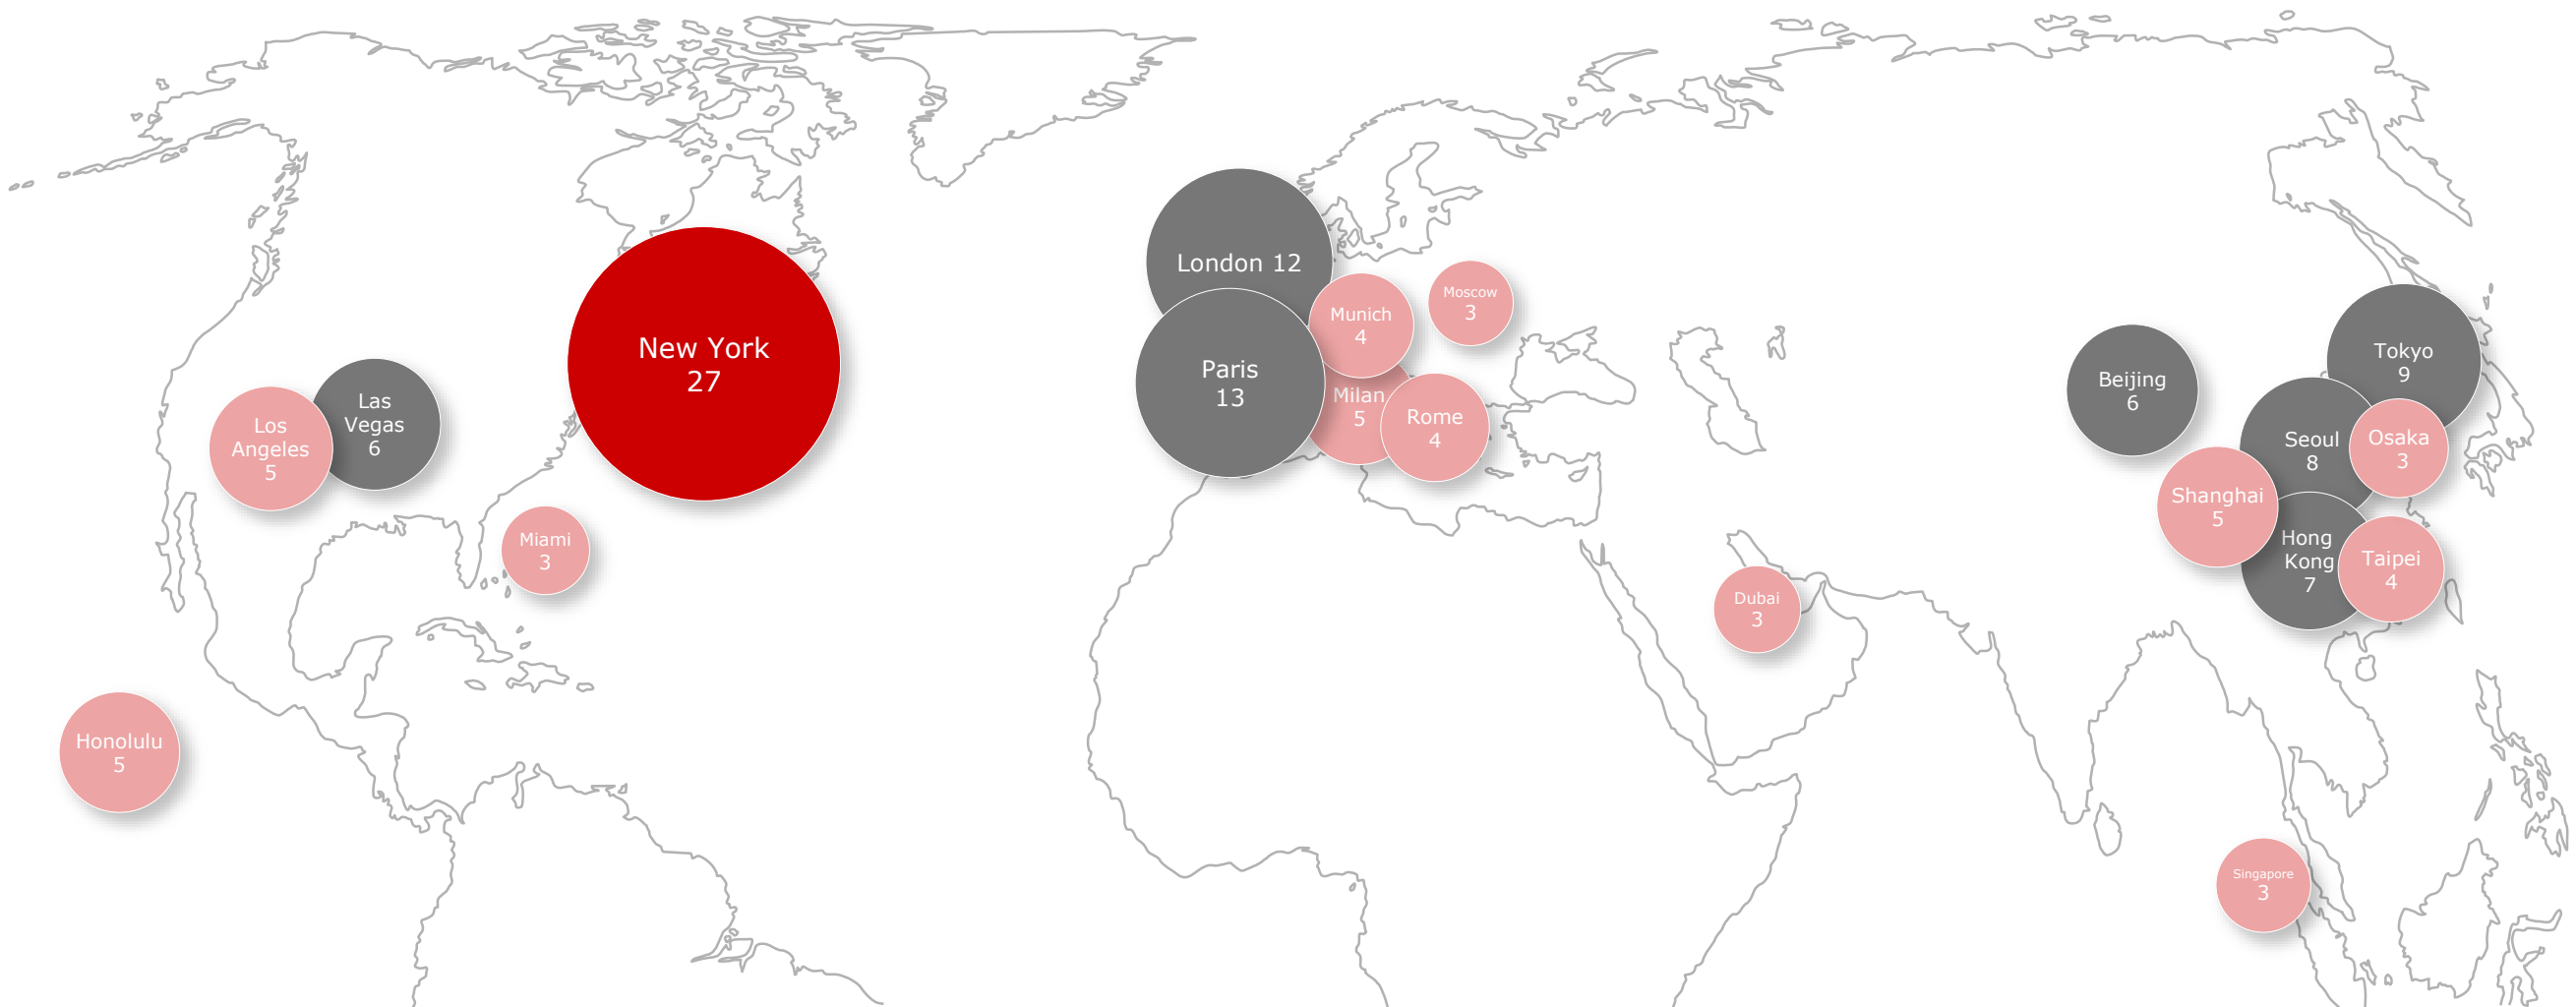 London 12
Munich
4
Moscow
3
New York
27
Paris
13
Milan
5
Rome
4
Las
Vegas
6
Los
Angeles
5
Miami
3
Honolulu
5
Dubai
3
Beijing
6
Tokyo
9
Seoul
8
Osaka
3
Shanghai
5
Hong
Kong
7
Taipei
4
Singapore
3